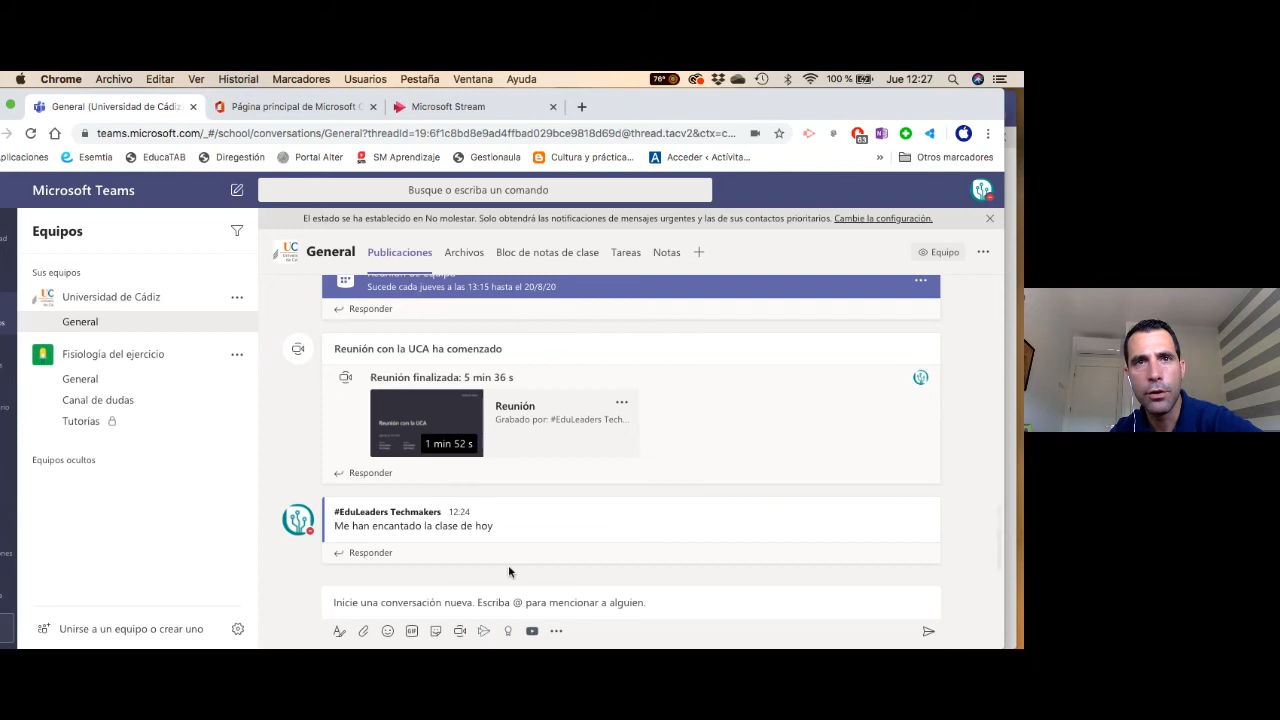 Chrome Archivo Editar Ver Historial Marcadores Usuarios Pestaña Ventana Ayuda 76° 100 % Jue 12:27
General (Universidad de Cádiz Página principal de Microsoft Microsoft Stream
teams.microsoft.com/_#/school/conversations/General?threadId=19:6f1c8bd8e9ad4ffbad029bce9818d69d@thread.tacv2&ctx=c...
Esemtia EducaTAB Diregestión Portal Alter SM Aprendizaje Gestionaula Cultura y práctica... Acceder ‹ Activita... » Otros marcadores
Microsoft Teams Busque o escriba un comando
El estado se ha establecido en No molestar. Solo obtendrá las notificaciones de mensajes urgentes y las de sus contactos prioritarios. Cambie la configuración.
Equipos
General Publicaciones Archivos Bloc de notas de clase Tareas Notas Equipo
Sus equipos
Universidad de Cádiz
General
Fisiología del ejercicio
General
Canal de dudas
Tutorías
Equipos ocultos
Unirse a un equipo o crear uno
Sucede cada jueves a las 13:15 hasta el 20/8/20
Responder
Reunión con la UCA ha comenzado
Reunión finalizada: 5 min 36 s
Reunión con la UCA
1 min 52 s
Reunión
Grabado por: #EduLeaders Tech...
Responder
#EduLeaders Techmakers 12:24
Me han encantado la clase de hoy
Responder
Inicie una conversación nueva. Escriba @ para mencionar a alguien.
GIF